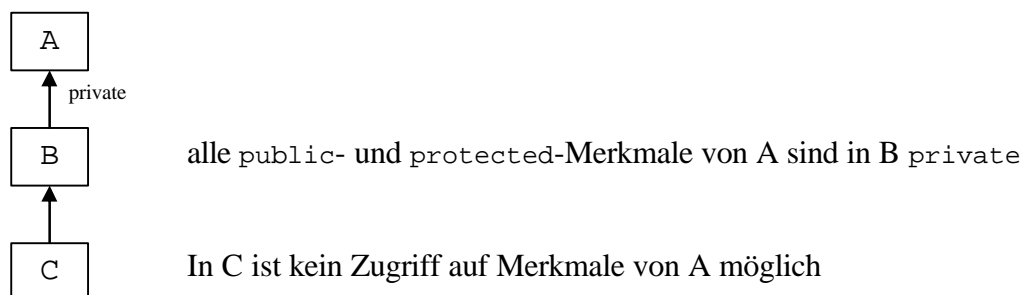 A
private
B
alle public- und protected-Merkmale von A sind in B private
C
In C ist kein Zugriff auf Merkmale von A möglich